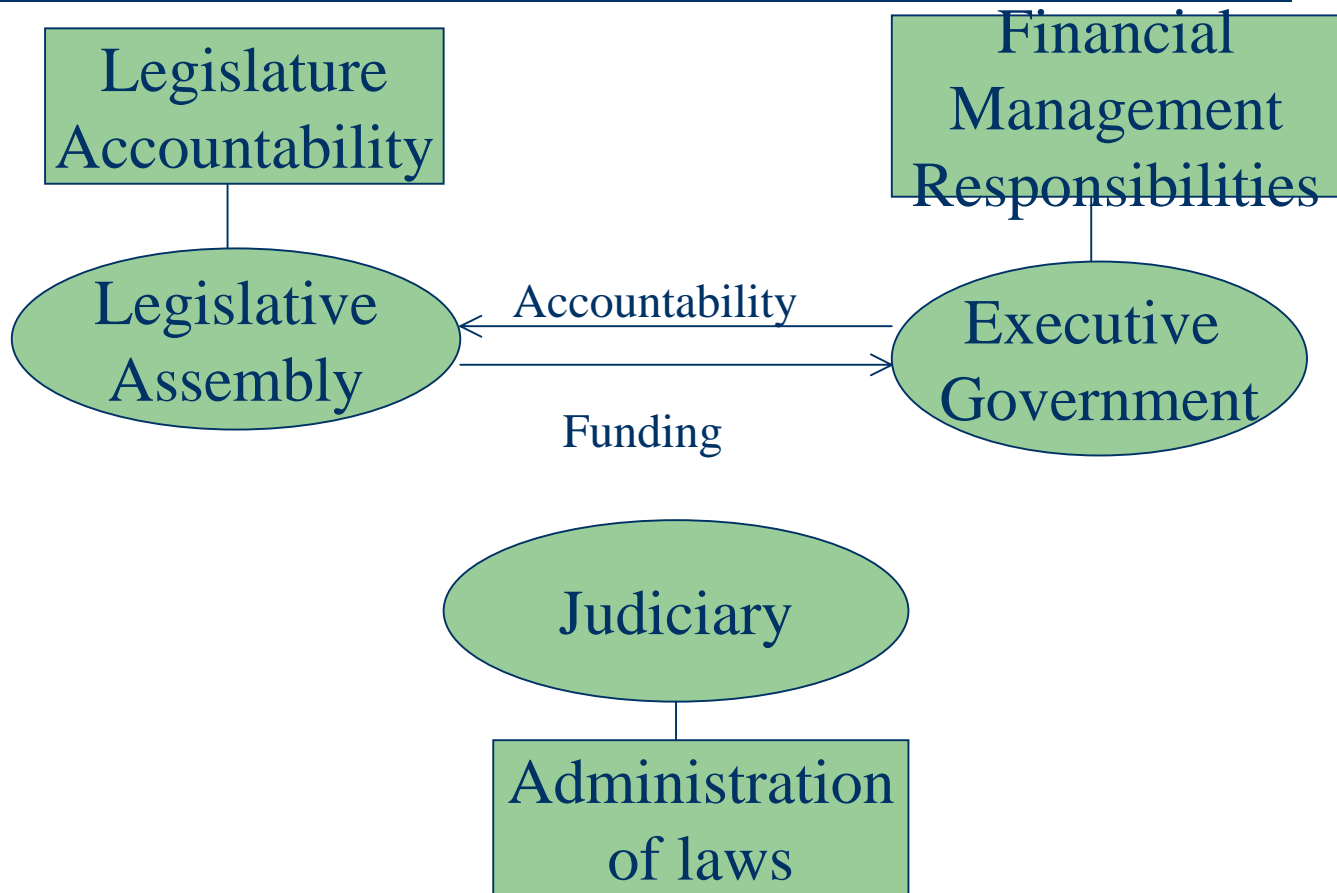 Legislature
Accountability
Financial
Management
Responsibilities
Legislative
Assembly
Accountability
Funding
Executive
Government
Judiciary
Administration
of laws